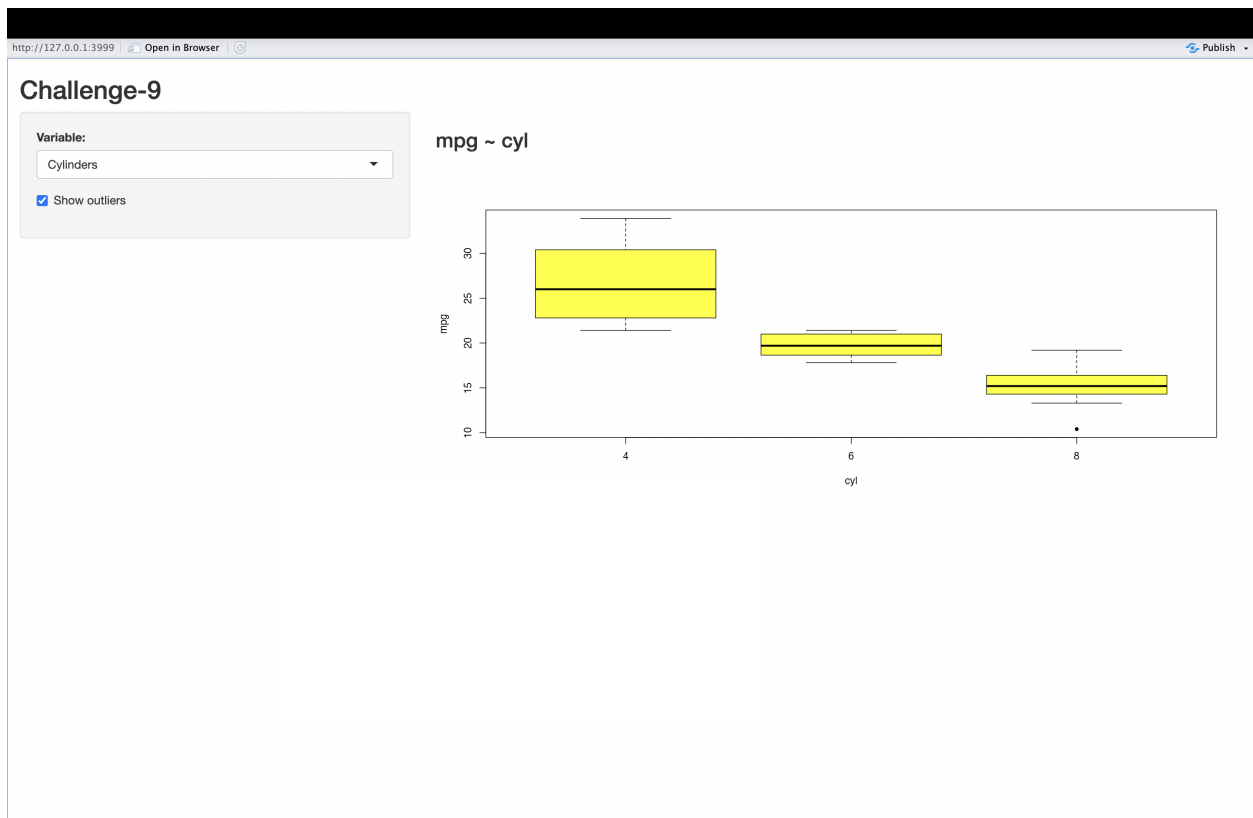 http://127.0.0.1:3999 Open in Browser Publish
Challenge-9
Variable:
Cylinders
Show outliers
mpg ~ cyl
mpg
30
25
20
15
10
4 6 8
cyl